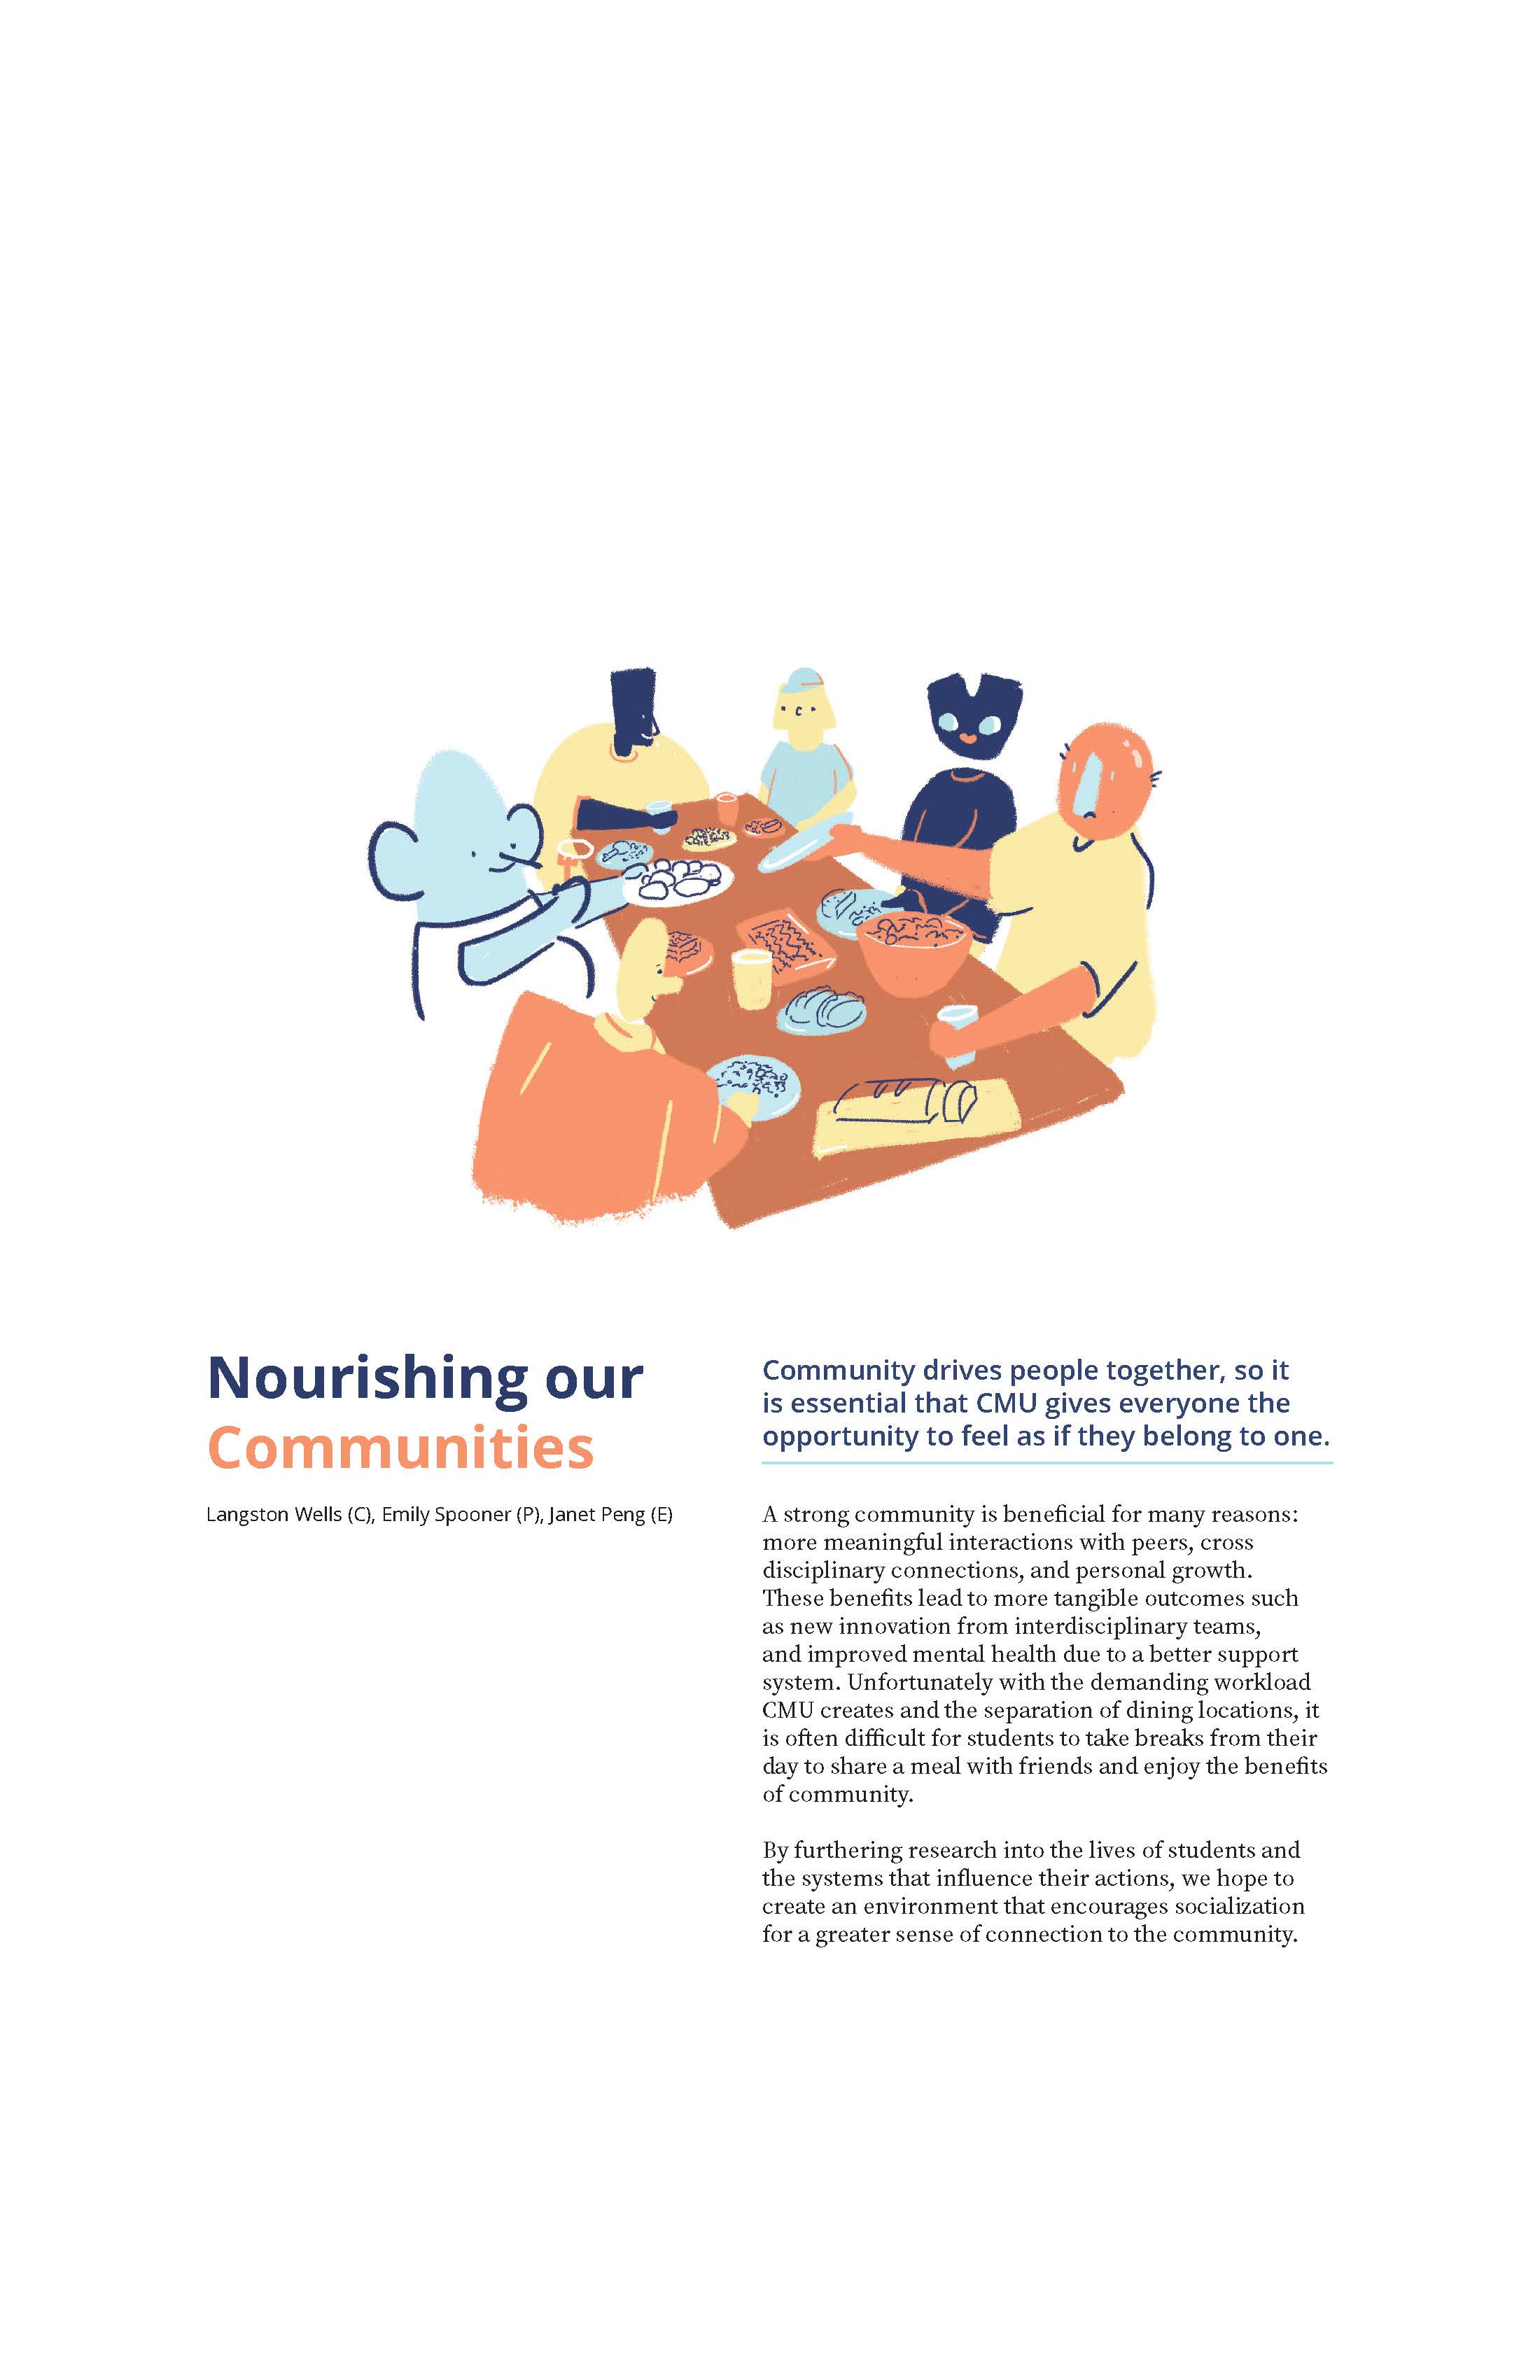 Nourishing our
Communities
Langston Wells (C), Emily Spooner (P), Janet Peng (E)
Community drives people together, so it
is essential that CMU gives everyone the
opportunity to feel as if they belong to one.
A strong community is beneficial for many reasons:
more meaningful interactions with peers, cross
disciplinary connections, and personal growth.
These benefits lead to more tangible outcomes such
as new innovation from interdisciplinary teams,
and improved mental health due to a better support
system. Unfortunately with the demanding workload
CMU creates and the separation of dining locations, it
is often difficult for students to take breaks from their
day to share a meal with friends and enjoy the benefits
of community.
By furthering research into the lives of students and
the systems that influence their actions, we hope to
create an environment that encourages socialization
for a greater sense of connection to the community.